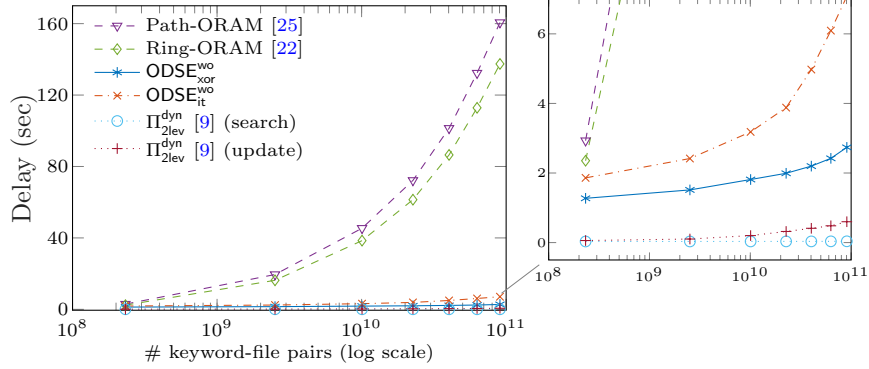 160
120
80
40
0
Delay (sec)
Path-ORAM [25]
Ring-ORAM [22]
ODSE^wo_xor
ODSE^wo_it
Π^dyn_2lev [9] (search)
Π^dyn_2lev [9] (update)
10^8
10^9
10^10
10^11
# keyword-file pairs (log scale)
6
4
2
0
10^8
10^9
10^10
10^11